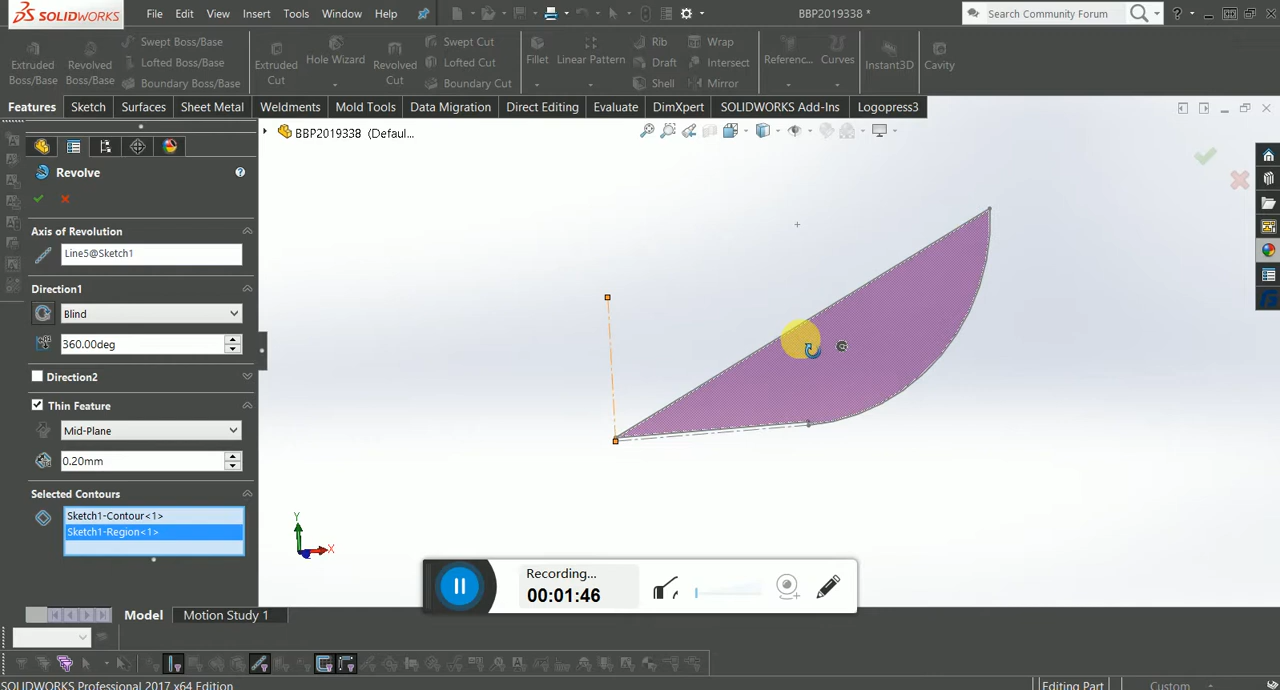 SOLIDWORKS File Edit View Insert Tools Window Help BBP2019338 * Search Community Forum
Extruded Boss/Base Revolved Boss/Base Swept Boss/Base Lofted Boss/Base Boundary Boss/Base Extruded Cut Hole Wizard Revolved Cut Swept Cut Lofted Cut Boundary Cut Fillet Linear Pattern Rib Draft Shell Wrap Intersect Mirror Referenc... Curves Instant3D Cavity
Features Sketch Surfaces Sheet Metal Weldments Mold Tools Data Migration Direct Editing Evaluate DimXpert SOLIDWORKS Add-Ins Logopress3
BBP2019338 (Defaul...
Revolve
Axis of Revolution
Line5@Sketch1
Direction1
Blind
360.00deg
Direction2
Thin Feature
Mid-Plane
0.20mm
Selected Contours
Sketch1-Contour<1>
Sketch1-Region<1>
Y
X
Recording...
00:01:46
Model Motion Study 1
SOLIDWORKS Professional 2017 x64 Edition Editing Part Custom